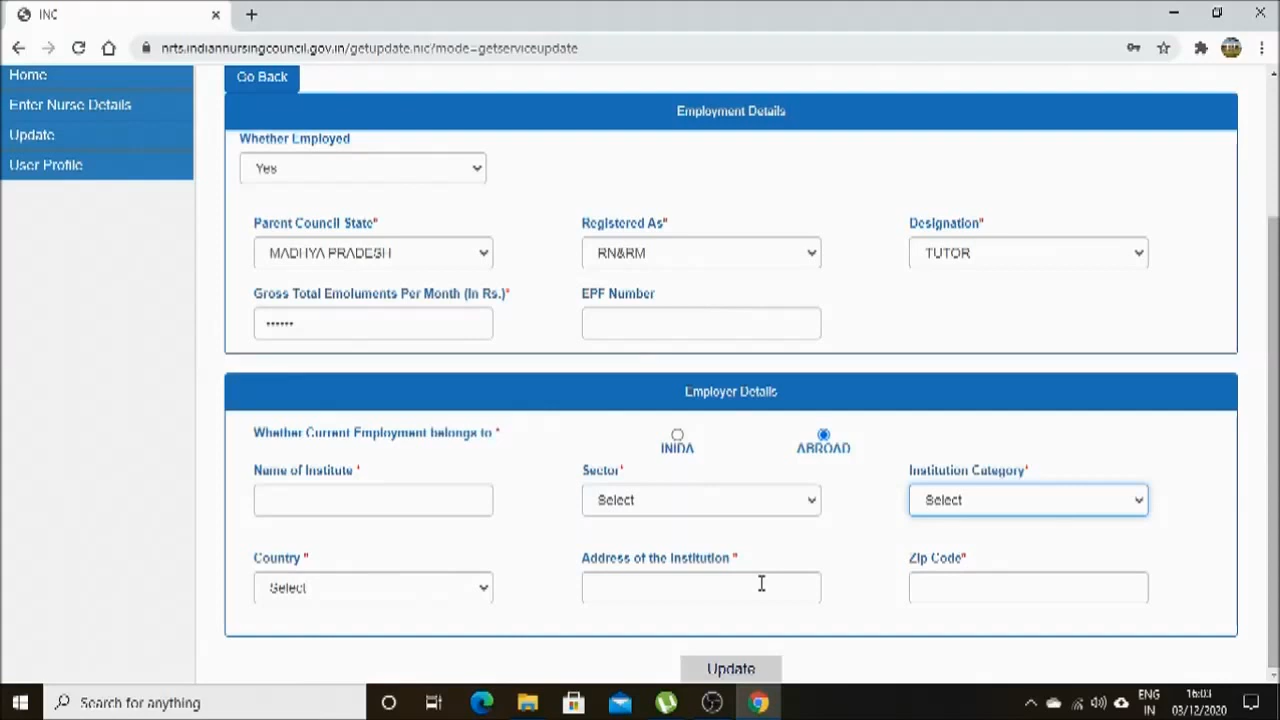 INC
nrts.indiannursingcouncil.gov.in/getupdate.nic/mode=getserviceupdate
Home
Enter Nurse Details
Update
User Profile
Go Back
Employment Details
Whether Employed
Yes
Parent Council State* Registered As* Designation*
MADHYA PRADESH RN&RM TUTOR
Gross Total Emoluments Per Month (In Rs.)* EPF Number
••••••
Employer Details
Whether Current Employment belongs to * INIDA ABROAD
Name of Institute * Sector* Institution Category*
Select Select
Country * Address of the Institution * Zip Code*
Select
Update
Search for anything
ENG 16:03
IN 03/12/2020